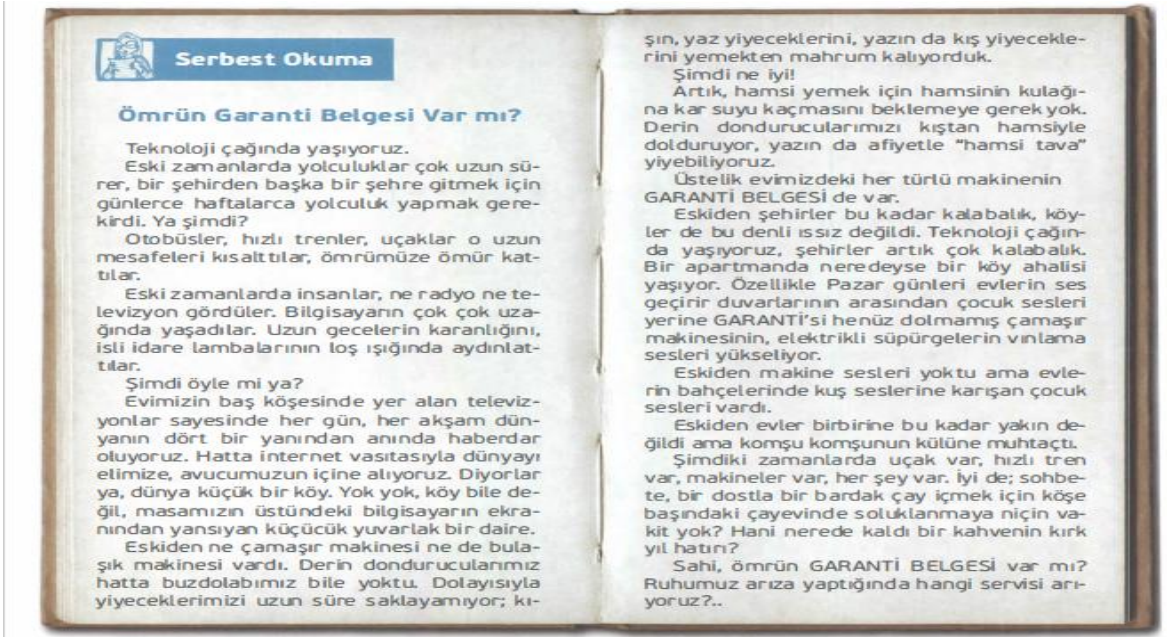 Serbest Okuma
Ömrün Garanti Belgesi Var mı?
Teknoloji çağında yaşıyoruz.
Eski zamanlarda yolculuklar çok uzun sü-
rer, bir şehirden başka bir şehre gitmek için
günlerce haftalarca yolculuk yapmak gere-
kirdi. Ya şimdi?
Otobüsler, hızlı trenler, uçaklar o uzun
mesafeleri kısalttılar, ömrümüze ömür kat-
tılar.
Eski zamanlarda insanlar, ne radyo ne te-
levizyon gördüler. Bilgisayarın çok çok uza-
ğında yaşadılar. Uzun gecelerin karanlığını,
isli idare lambalarının loş ışığında aydınlat-
tılar.
Şimdi öyle mi ya?
Evimizin baş köşesinde yer alan televiz-
yonlar sayesinde her gün, her akşam dün-
yanın dört bir yanından anında haberdar
oluyoruz. Hatta internet vasıtasıyla dünyayı
elimize, avucumuzun içine alıyoruz. Diyorlar
ya, dünya küçük bir köy. Yok yok, köy bile de-
ğil, masamızın üstündeki bilgisayarın ekra-
nından yansıyan küçücük yuvarlak bir daire.
Eskiden ne çamaşır makinesi ne de bula-
şık makinesi vardı. Derin dondurucularımız
hatta buzdolabımız bile yoktu. Dolayısıyla
yiyeceklerimizi uzun süre saklayamıyor; kı-
şın, yaz yiyeceklerini, yazın da kış yiyecekle-
rini yemekten mahrum kalıyorduk.
Şimdi ne iyi!
Artık, hamsi yemek için hamsinin kulağı-
na kar suyu kaçmasını beklemeye gerek yok.
Derin dondurucularımızı kıştan hamsiyle
dolduruyor, yazın da afiyetle "hamsi tava"
yiyebiliyoruz.
Üstelik evimizdeki her türlü makinenin
GARANTİ BELGESİ de var.
Eskiden şehirler bu kadar kalabalık, köy-
ler de bu denli ıssız değildi. Teknoloji çağın-
da yaşıyoruz, şehirler artık çok kalabalık.
Bir apartmanda neredeyse bir köy ahalisi
yaşıyor. Özellikle Pazar günleri evlerin ses
geçirir duvarlarının arasından çocuk sesleri
yerine GARANTİ'si henüz dolmamış çamaşır
makinesinin, elektrikli süpürgelerin vınlama
sesleri yükseliyor.
Eskiden makine sesleri yoktu ama evle-
rin bahçelerinde kuş seslerine karışan çocuk
sesleri vardı.
Eskiden evler birbirine bu kadar yakın de-
ğildi ama komşu komşunun külüne muhtaçtı.
Şimdiki zamanlarda uçak var, hızlı tren
var, makineler var, her şey var. İyi de; sohbe-
te, bir dostla bir bardak çay içmek için köşe
başındaki çayevinde soluklanmaya niçin va-
kit yok? Hani nerede kaldı bir kahvenin kırk
yıl hatırı?
Sahi, ömrün GARANTİ BELGESİ var mı?
Ruhumuz arıza yaptığında hangi servisi arı-
yoruz?..